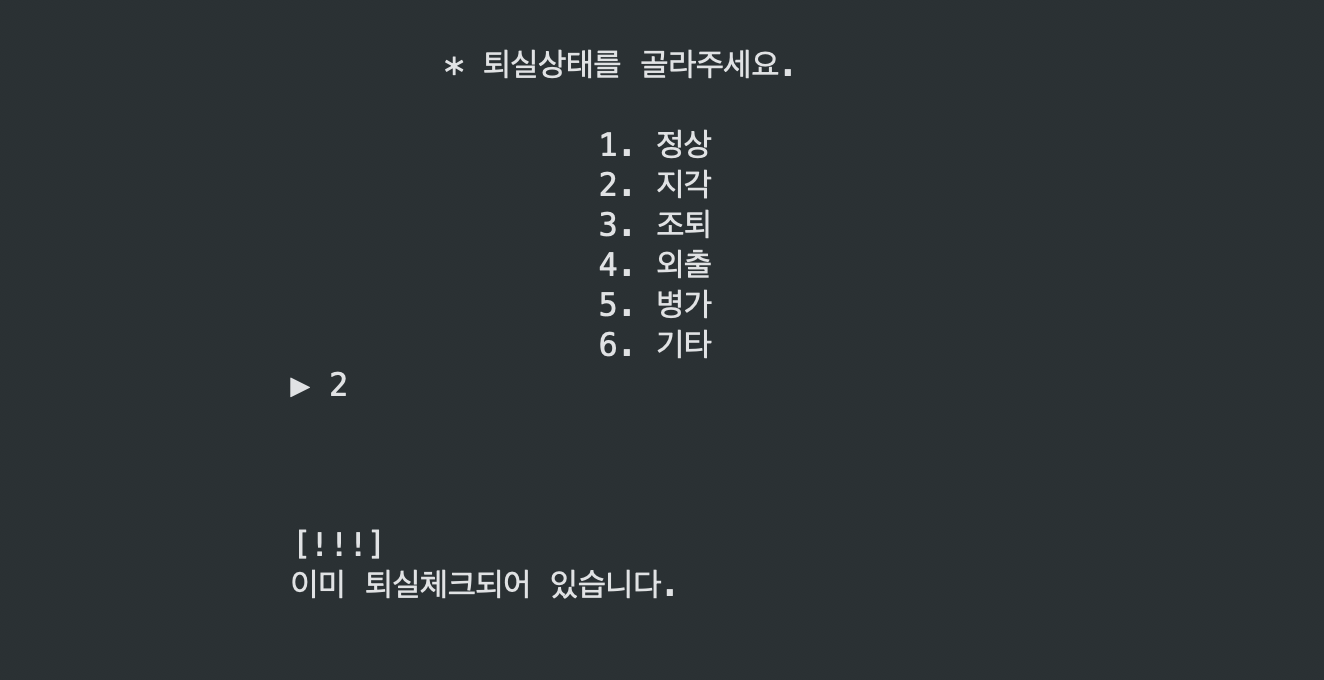 * 퇴실상태를 골라주세요.
1. 정상
2. 지각
3. 조퇴
4. 외출
5. 병가
6. 기타
▶ 2
[!!!]
이미 퇴실체크되어 있습니다.